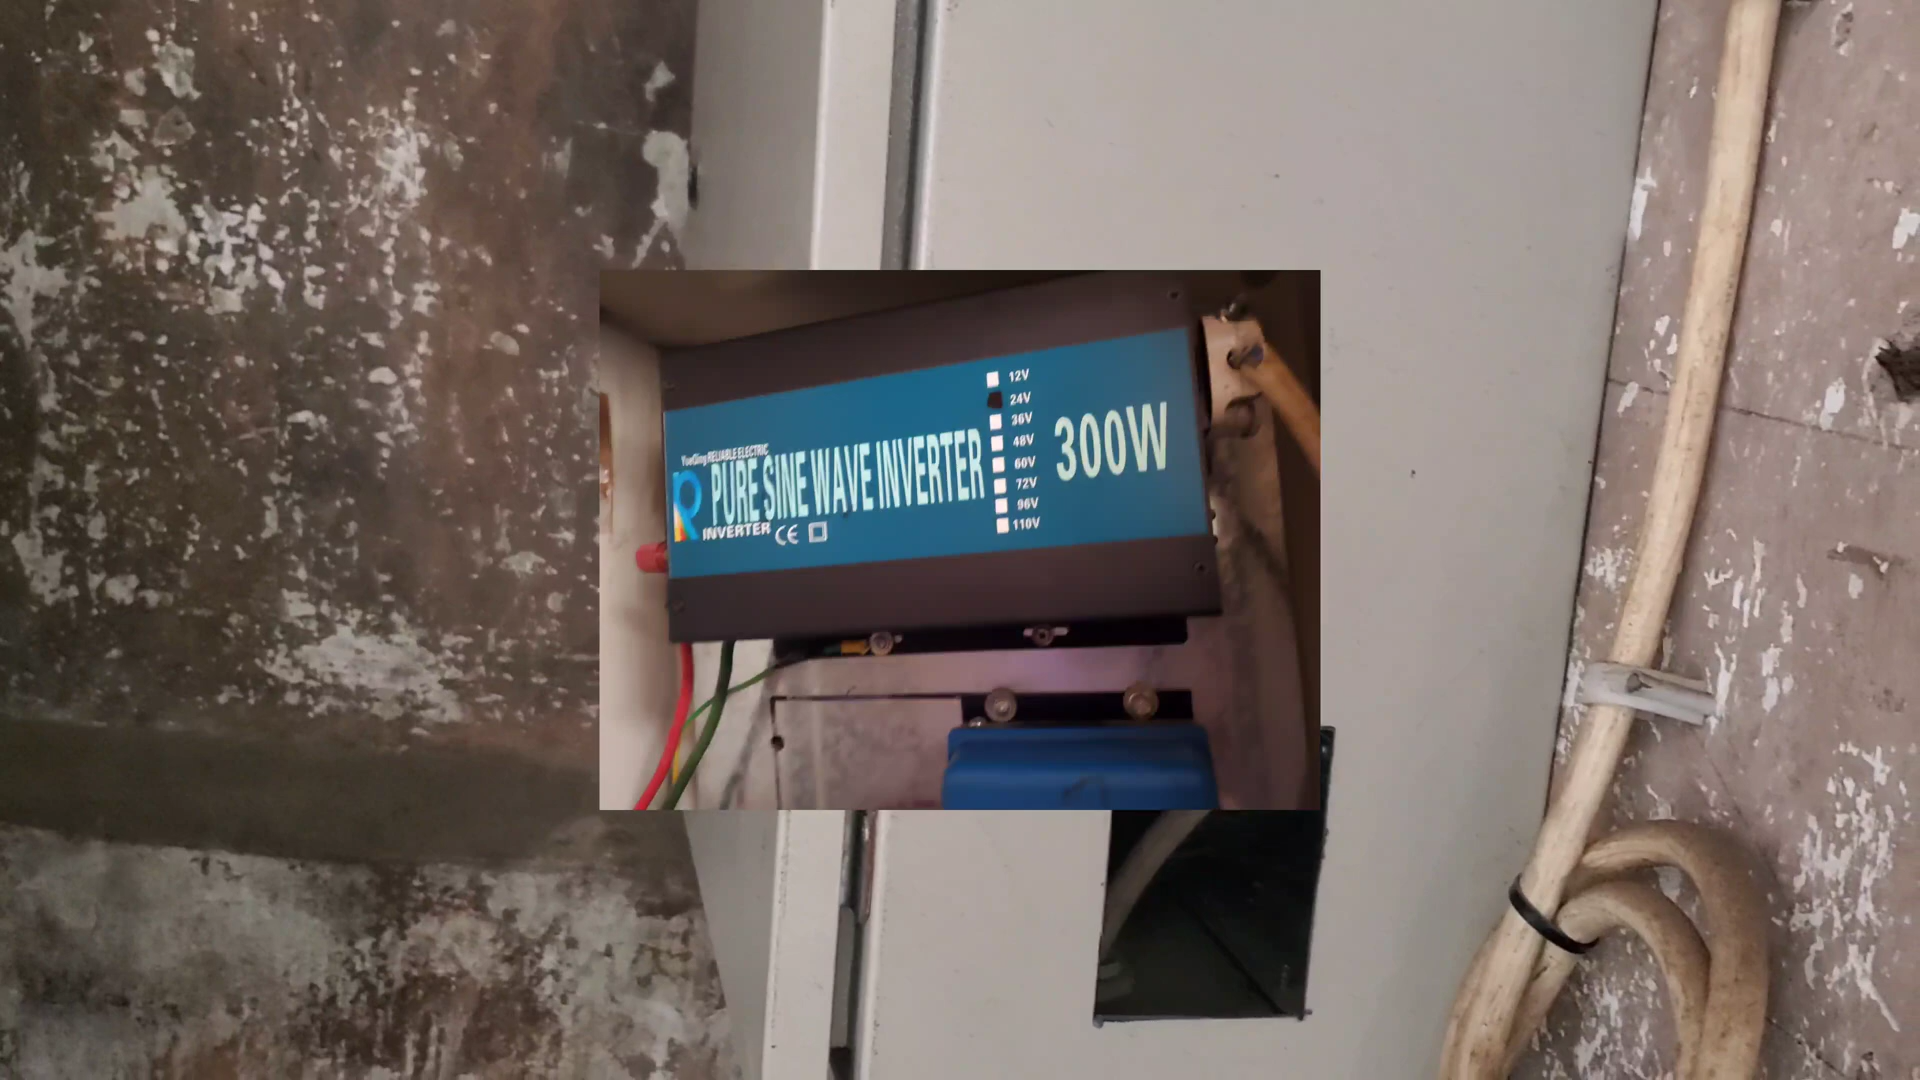 YueQing RELIABLE ELECTRIC
R PURE SINE WAVE INVERTER
INVERTER CE
12V
24V
36V
48V
60V
72V
96V
110V
300W